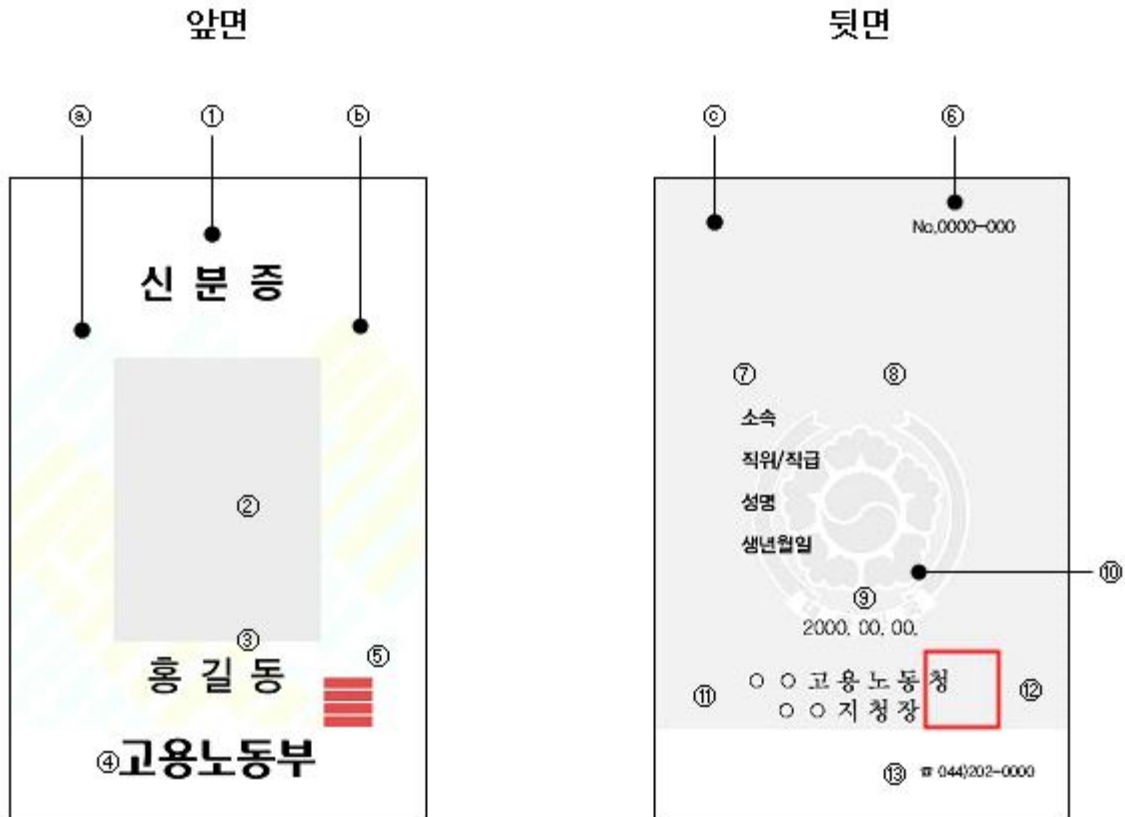 앞면
뒷면
ⓐ ① ⓑ
ⓒ ⑥
신 분 증
No.0000-000
⑦ ⑧
소속
직위/직급
성명
생년월일
②
⑩
⑨
2000. 00. 00.
③
홍 길 동
⑤
⑪ ○ ○ 고 용 노 동 청 ⑫
○ ○ 지 청 장
④고용노동부
⑬ ☎ 044)202-0000